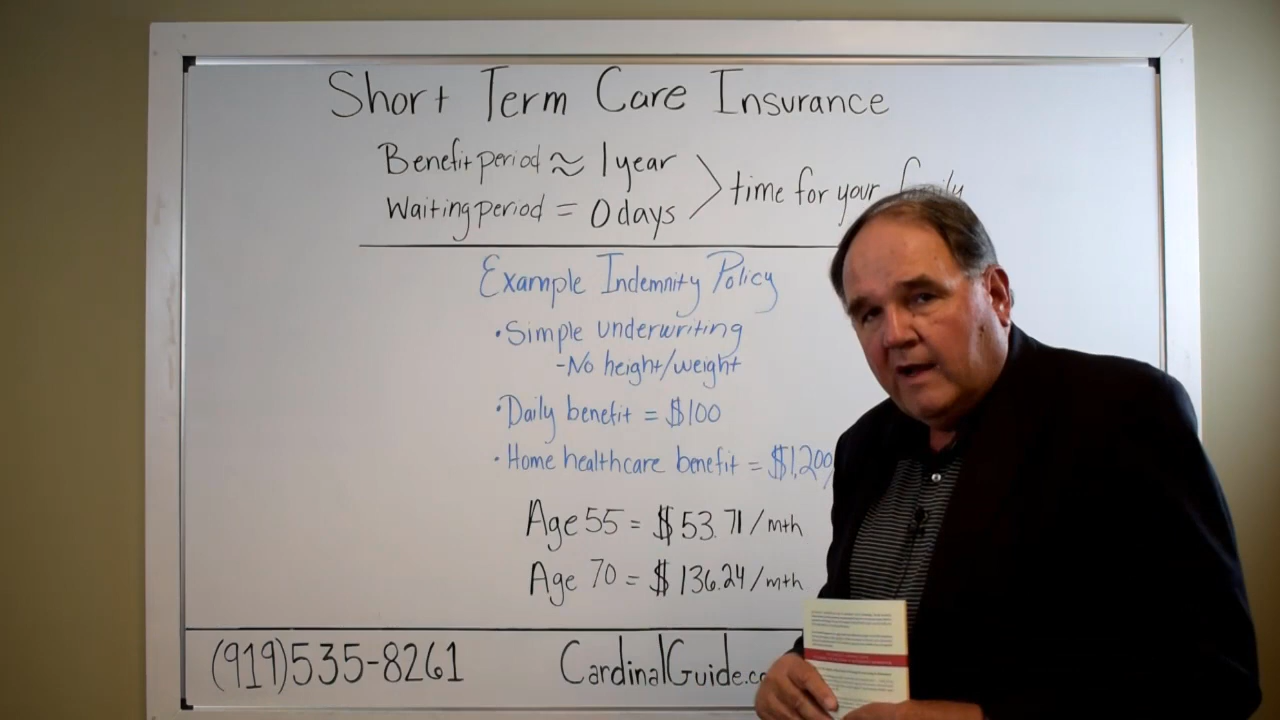 Short Term Care Insurance
Benefit period ≈ 1 year
Waiting period = 0 days
> time for your family
Example Indemnity Policy
• Simple underwriting
- No height/weight
• Daily benefit = $100
• Home healthcare benefit = $1,200
Age 55 = $53.71/mth
Age 70 = $136.24/mth
(919)535-8261
CardinalGuide.co